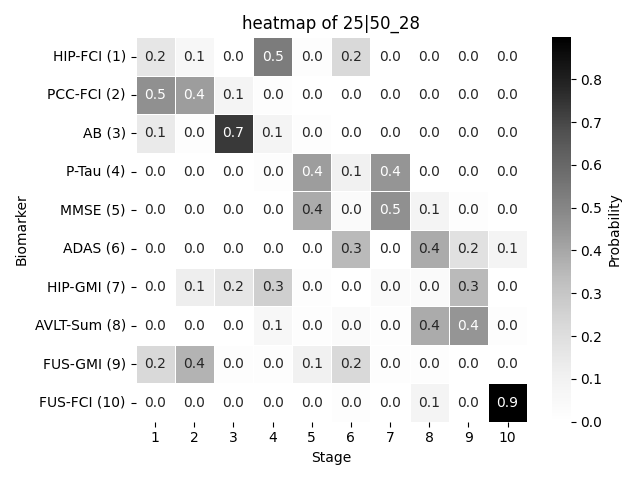 heatmap of 25|50_28
HIP-FCI (1) 0.2 0.1 0.0 0.5 0.0 0.2 0.0 0.0 0.0 0.0
PCC-FCI (2) 0.5 0.4 0.1 0.0 0.0 0.0 0.0 0.0 0.0 0.0
AB (3) 0.1 0.0 0.7 0.1 0.0 0.0 0.0 0.0 0.0 0.0
P-Tau (4) 0.0 0.0 0.0 0.0 0.4 0.1 0.4 0.0 0.0 0.0
MMSE (5) 0.0 0.0 0.0 0.0 0.4 0.0 0.5 0.1 0.0 0.0
ADAS (6) 0.0 0.0 0.0 0.0 0.0 0.3 0.0 0.4 0.2 0.1
HIP-GMI (7) 0.0 0.1 0.2 0.3 0.0 0.0 0.0 0.0 0.3 0.0
AVLT-Sum (8) 0.0 0.0 0.0 0.1 0.0 0.0 0.0 0.4 0.4 0.0
FUS-GMI (9) 0.2 0.4 0.0 0.0 0.1 0.2 0.0 0.0 0.0 0.0
FUS-FCI (10) 0.0 0.0 0.0 0.0 0.0 0.0 0.0 0.1 0.0 0.9
1 2 3 4 5 6 7 8 9 10
Stage
Biomarker
0.8
0.7
0.6
0.5
0.4
0.3
0.2
0.1
0.0
Probability